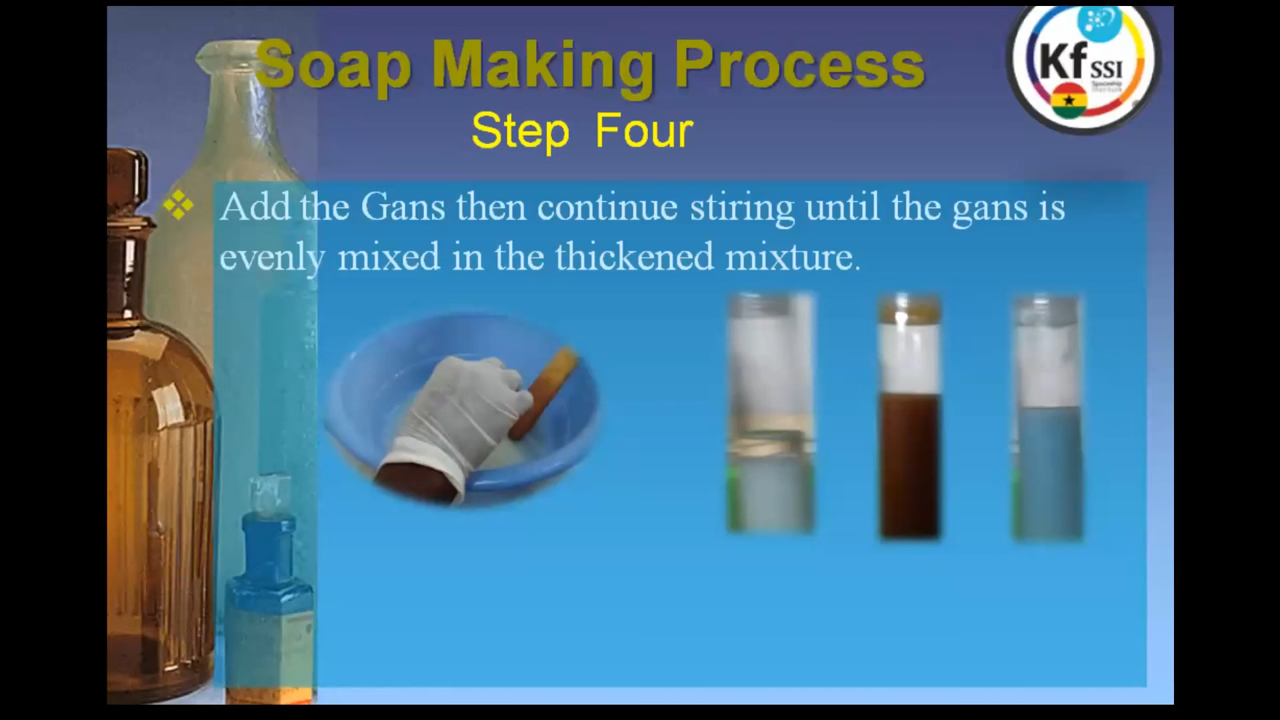 Soap Making Process
Step Four
Add the Gans then continue stiring until the gans is
evenly mixed in the thickened mixture.
Kf SSI